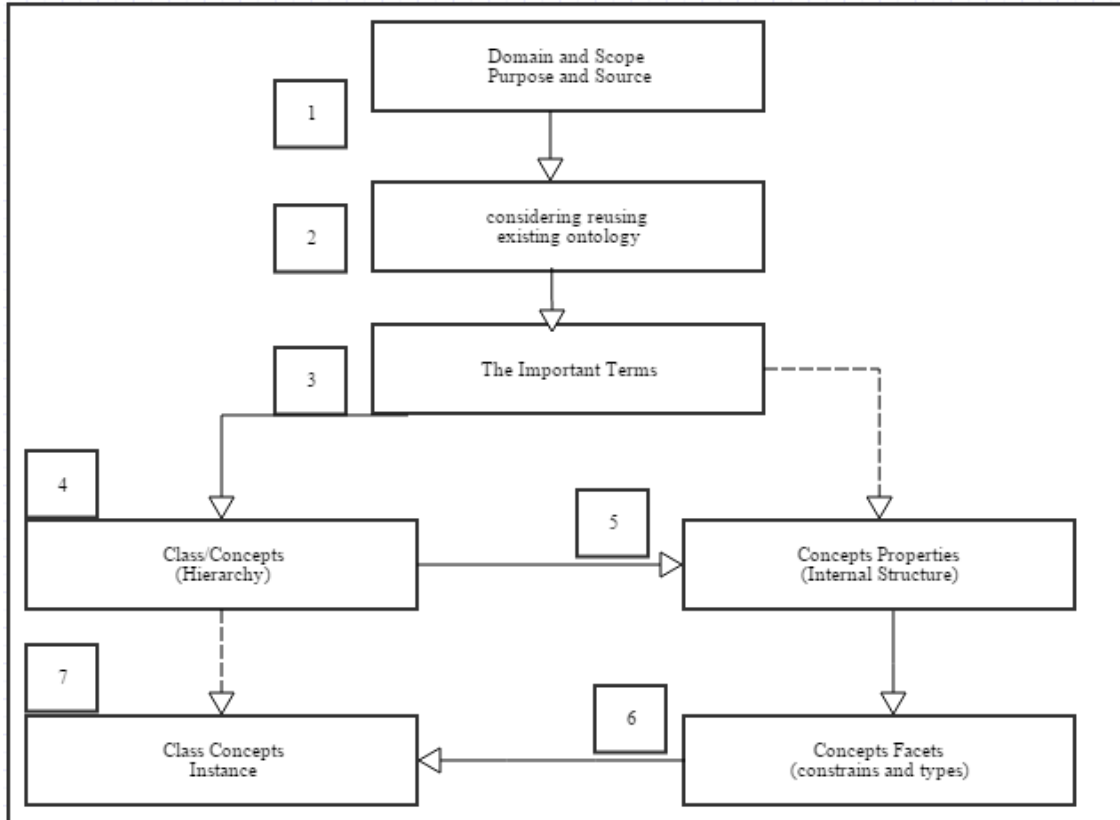 Domain and Scope
Purpose and Source
1
considering reusing
existing ontology
2
The Important Terms
3
4
Class/Concepts
(Hierarchy)
5
Concepts Properties
(Internal Structure)
7
Class Concepts
Instance
6
Concepts Facets
(constrains and types)